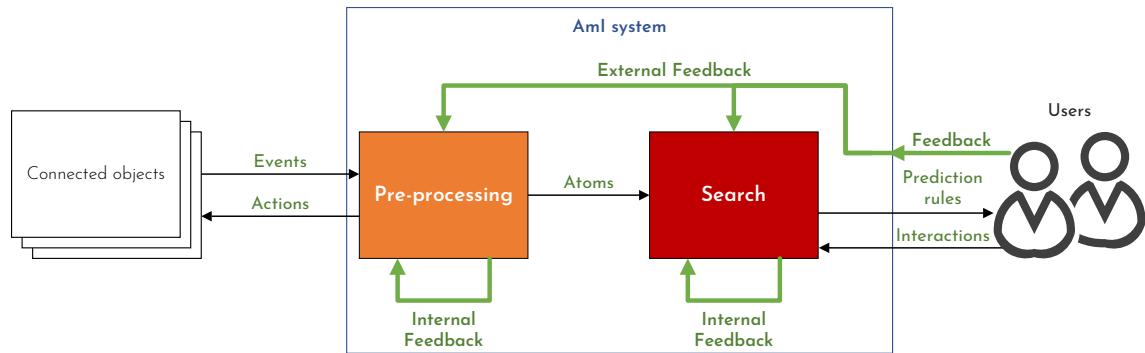 AmI system
External Feedback
Users
Connected objects
Events
Actions
Pre-processing
Atoms
Search
Feedback
Prediction
rules
Interactions
Internal
Feedback
Internal
Feedback